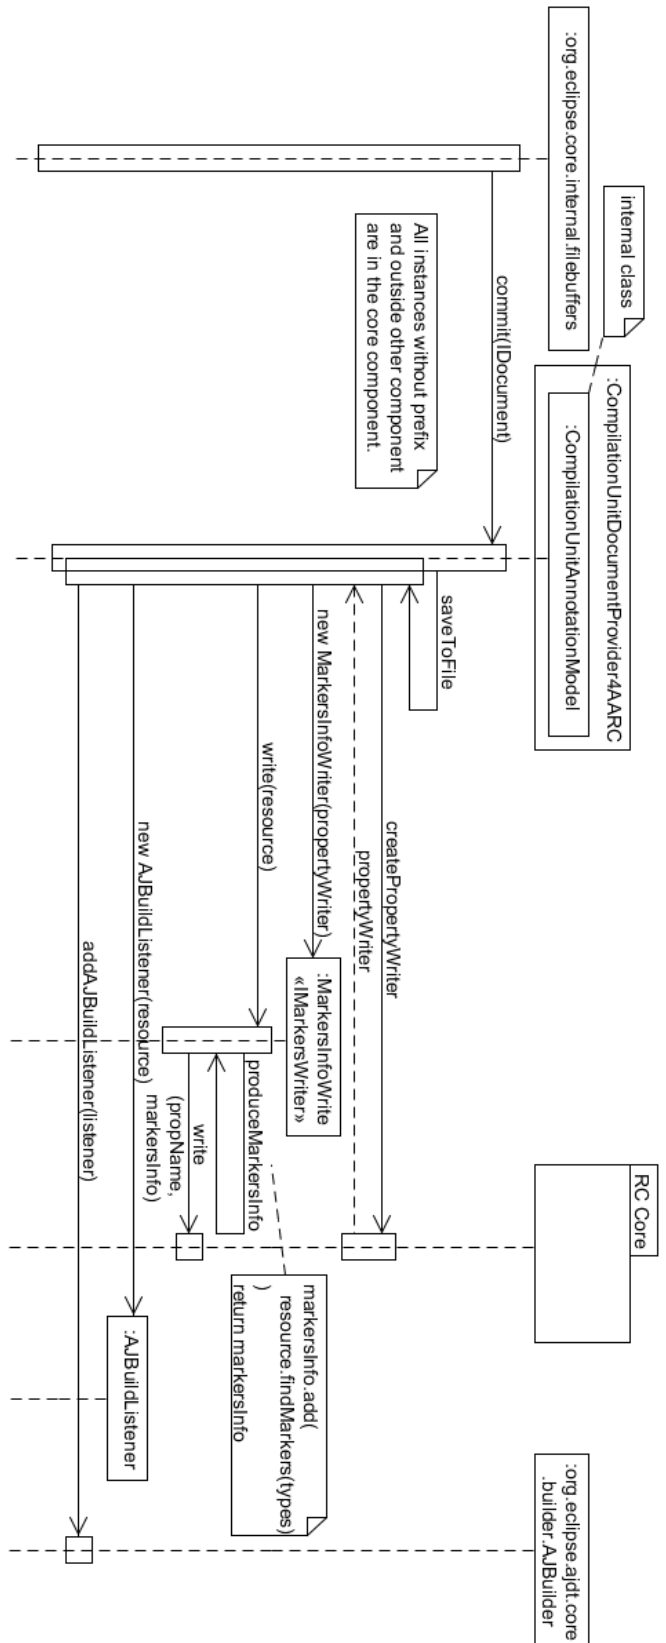 :org.eclipse.core.internal.filebuffers
internal class
:CompilationUnitDocumentProvider4AARC
:CompilationUnitAnnotationModel
RC Core
:org.eclipse.ajdt.core
.builder.AJBuilder
commit(IDocument)
All instances without prefix
and outside other component
are in the core component.
saveToFile
createPropertyWriter
propertyWriter
new MarkersInfoWriter(propertyWriter)
:MarkersInfoWrite
«IMarkersWriter»
write(resource)
produceMarkersInfo
markersInfo.add(
resource.findMarkers(types)
)
return markersInfo
write
(propName,
markersInfo)
new AJBuildListener(resource)
:AJBuildListener
addAJBuildListener(listener)